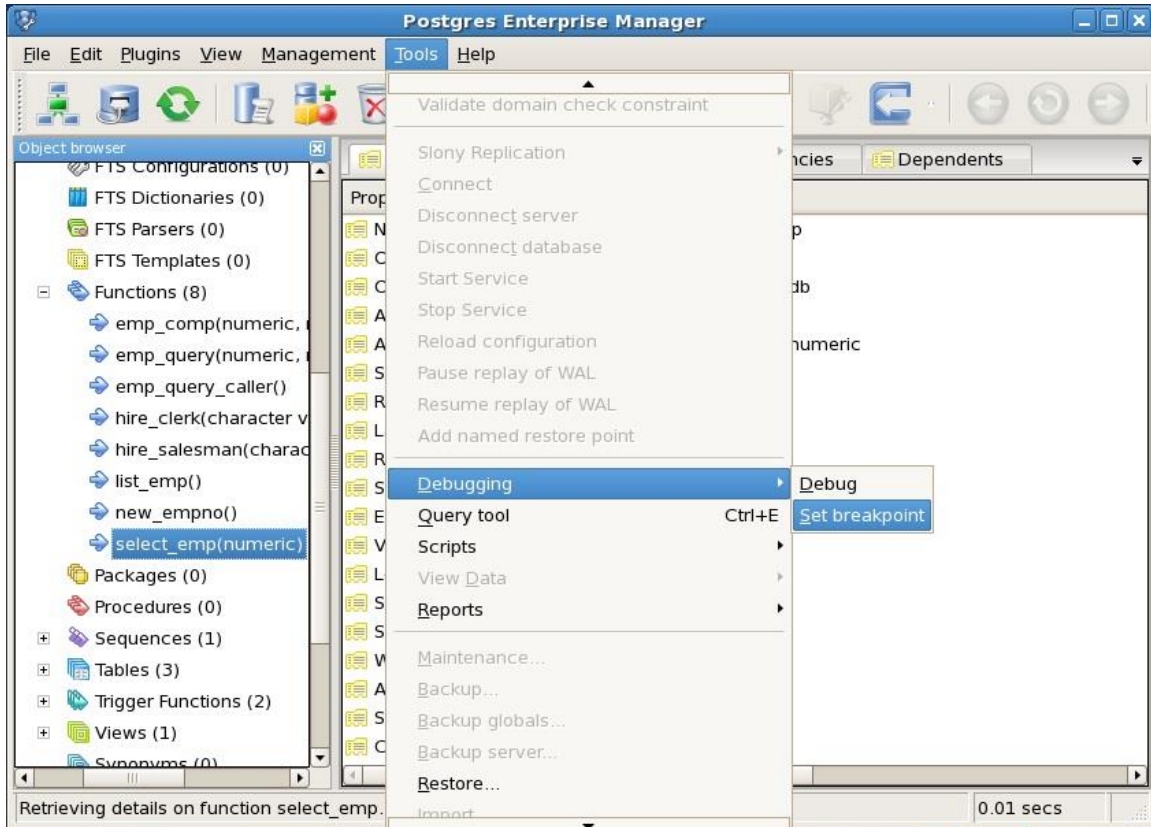 Postgres Enterprise Manager
File Edit Plugins View Management Tools Help
Object browser
FTS Configurations (0)
FTS Dictionaries (0)
FTS Parsers (0)
FTS Templates (0)
Functions (8)
emp_comp(numeric,
emp_query(numeric,
emp_query_caller()
hire_clerk(character v
hire_salesman(charac
list_emp()
new_empno()
select_emp(numeric)
Packages (0)
Procedures (0)
Sequences (1)
Tables (3)
Trigger Functions (2)
Views (1)
Synonyms (0)
Validate domain check constraint
Slony Replication
Connect
Disconnect server
Disconnect database
Start Service
Stop Service
Reload configuration
Pause replay of WAL
Resume replay of WAL
Add named restore point
Debugging
Query tool Ctrl+E
Scripts
View Data
Reports
Maintenance...
Backup...
Backup globals...
Backup server...
Restore...
Import
Debug
Set breakpoint
ncies Dependents
Prop
N
C
C
A
A
S
R
L
R
S
E
V
L
S
S
W
A
S
C
p
db
numeric
Retrieving details on function select_emp.
0.01 secs